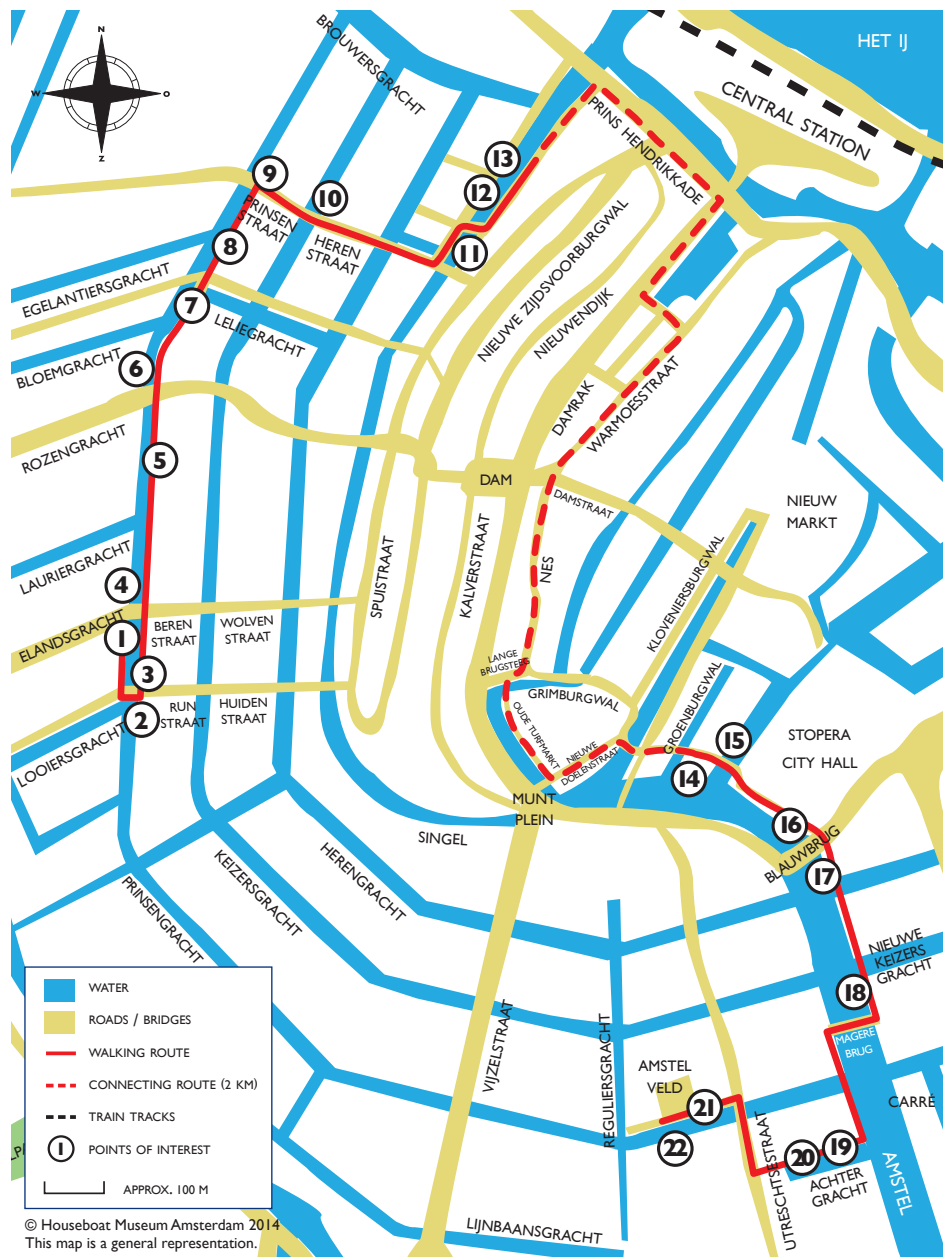 HET IJ
N
W
O
Z
BROUWERSGRACHT
CENTRAL STATION
PRINS HENDRIKKADE
13
12
9
10
PRINSEN
STRAAT
HEREN
STRAAT
11
8
NIEUWE ZIJDSVOORBURGWAL
EGELANTIERSGRACHT
7
LELIEGRACHT
NIEUWENDIJK
BLOEMGRACHT
6
DAMRAK
WARMOESSTRAAT
ROZENGRACHT
5
DAM
DAMSTRAAT
NIEUW
MARKT
LAURIERGRACHT
4
SPUISTRAAT
KALVERSTRAAT
NES
KLOVENIERSBURGWAL
ELANDSGRACHT
1
BEREN
STRAAT
WOLVEN
STRAAT
3
LANGE
BRUGSTEEG
GRIMBURGWAL
2
RUN
STRAAT
HUIDEN
STRAAT
LOOIERSGRACHT
OUDE TURFMARKT
NIEUWE
DOELENSTRAAT
GROENBURGWAL
15
14
STOPERA
CITY HALL
MUNT
PLEIN
16
SINGEL
BLAUWBRUG
17
KEIZERSGRACHT
HERENGRACHT
PRINSENGRACHT
NIEUWE
KEIZERS
GRACHT
18
MAGERE
BRUG
VIJZELSTRAAT
REGULIERSGRACHT
AMSTEL
VELD
21
22
CARRÉ
UTRECHTSESTRAAT
20
19
ACHTER
GRACHT
AMSTEL
LIJNBAANSGRACHT
WATER
ROADS / BRIDGES
WALKING ROUTE
CONNECTING ROUTE (2 KM)
TRAIN TRACKS
1
POINTS OF INTEREST
APPROX. 100 M
© Houseboat Museum Amsterdam 2014
This map is a general representation.